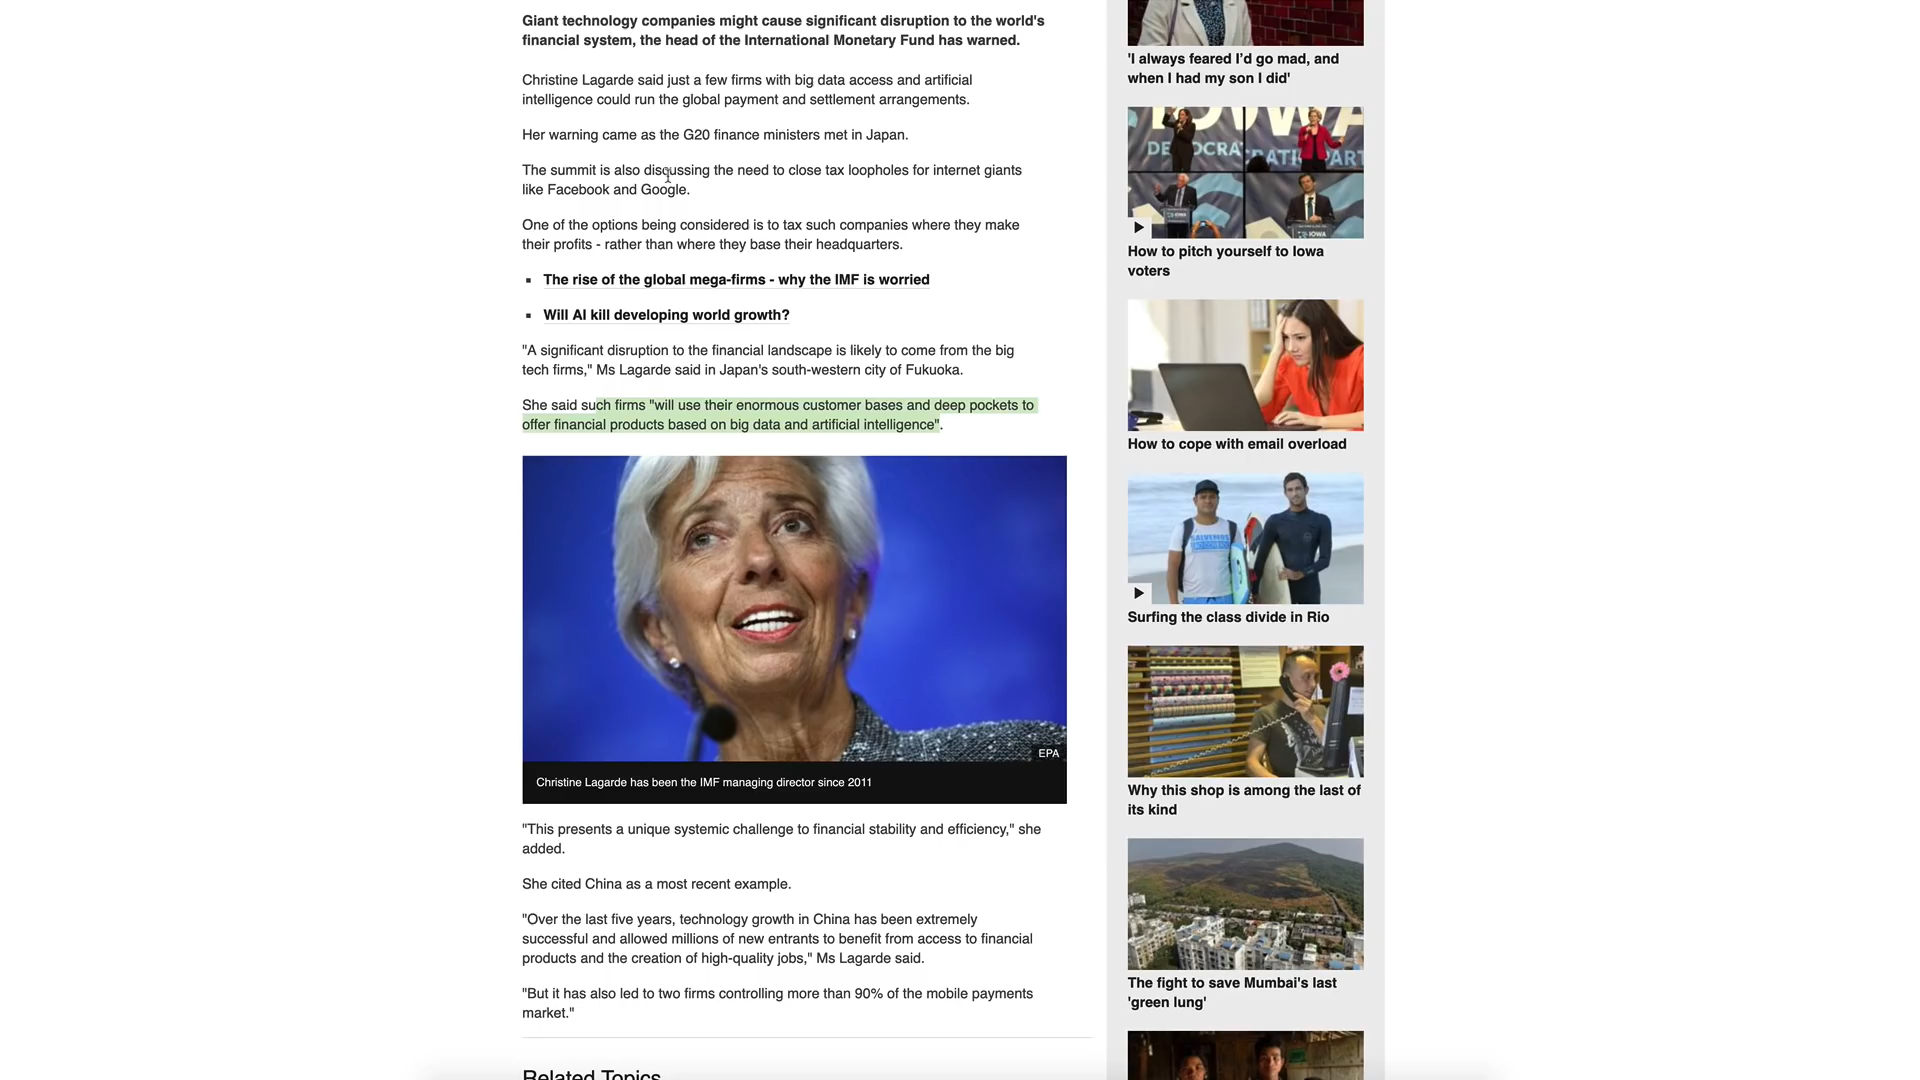 Giant technology companies might cause significant disruption to the world's
financial system, the head of the International Monetary Fund has warned.
Christine Lagarde said just a few firms with big data access and artificial
intelligence could run the global payment and settlement arrangements.
Her warning came as the G20 finance ministers met in Japan.
The summit is also discussing the need to close tax loopholes for internet giants
like Facebook and Google.
One of the options being considered is to tax such companies where they make
their profits - rather than where they base their headquarters.
The rise of the global mega-firms - why the IMF is worried
Will AI kill developing world growth?
"A significant disruption to the financial landscape is likely to come from the big
tech firms," Ms Lagarde said in Japan's south-western city of Fukuoka.
She said such firms "will use their enormous customer bases and deep pockets to
offer financial products based on big data and artificial intelligence".
EPA
Christine Lagarde has been the IMF managing director since 2011
"This presents a unique systemic challenge to financial stability and efficiency," she
added.
She cited China as a most recent example.
"Over the last five years, technology growth in China has been extremely
successful and allowed millions of new entrants to benefit from access to financial
products and the creation of high-quality jobs," Ms Lagarde said.
"But it has also led to two firms controlling more than 90% of the mobile payments
market."
Related Topics
'I always feared I'd go mad, and
when I had my son I did'
How to pitch yourself to Iowa
voters
How to cope with email overload
Surfing the class divide in Rio
Why this shop is among the last of
its kind
The fight to save Mumbai's last
'green lung'